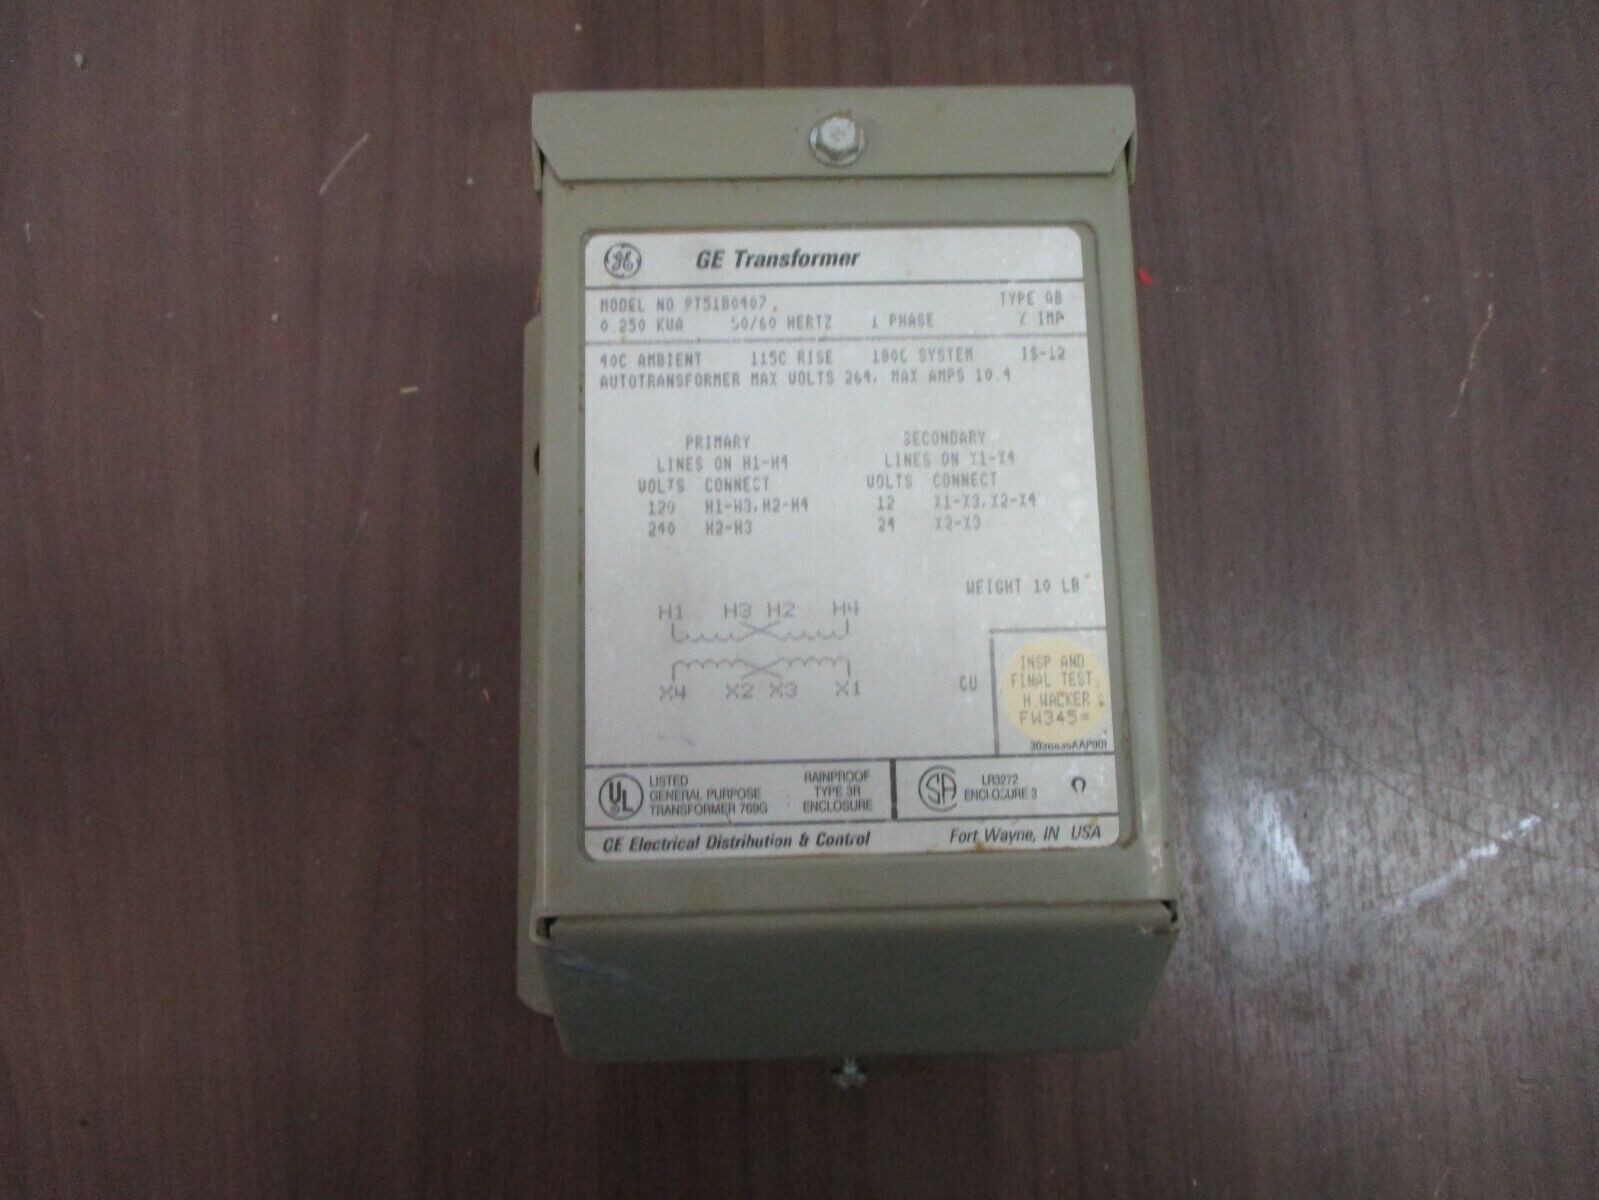 GE Transformer
MODEL NO 9T51B0407 TYPE QB
0.250 KVA 50/60 HERTZ 1 PHASE % IMP
40C AMBIENT 115C RISE 180C SYSTEM IS-12
AUTOTRANSFORMER MAX VOLTS 264, MAX AMPS 10.4
PRIMARY SECONDARY
LINES ON H1-H4 LINES ON X1-X4
VOLTS CONNECT VOLTS CONNECT
120 H1-H3,H2-H4 12 X1-X3,X2-X4
240 H2-H3 24 X2-X3
WEIGHT 10 LB
H1 H3 H2 H4
X4 X2 X3 X1
CU
INSP AND
FINAL TEST
H WACKER
FW345
UL LISTED
GENERAL PURPOSE
TRANSFORMER 769G
RAINPROOF
TYPE 3R
ENCLOSURE
LR3272
ENCLOSURE 3
GE Electrical Distribution & Control Fort Wayne, IN USA